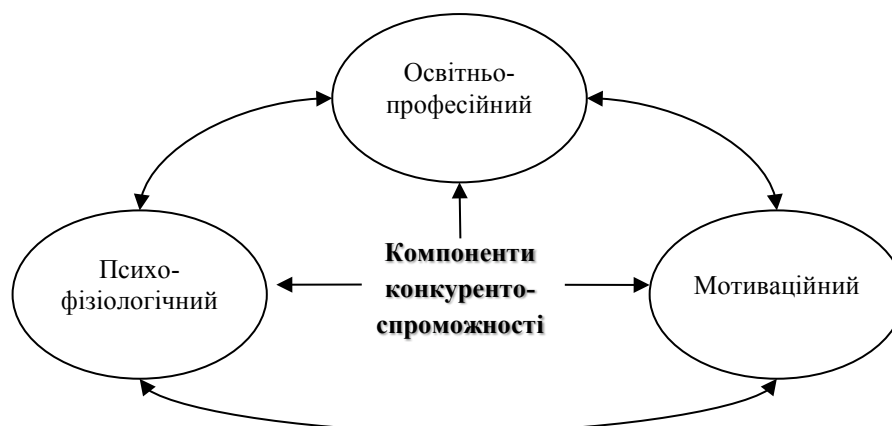 Освітньо-
професійний
Психо-
фізіологічний
Компоненти
конкуренто-
спроможності
Мотиваційний